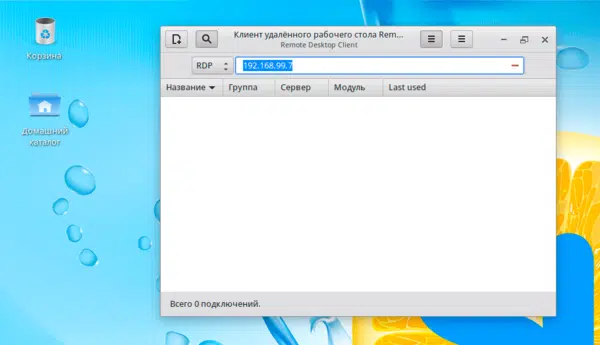 Корзина
Домашний
каталог
Клиент удалённого рабочего стола Rem...
Remote Desktop Client
RDP
192.168.99.7
Название Группа Сервер Модуль Last used
Всего 0 подключений.